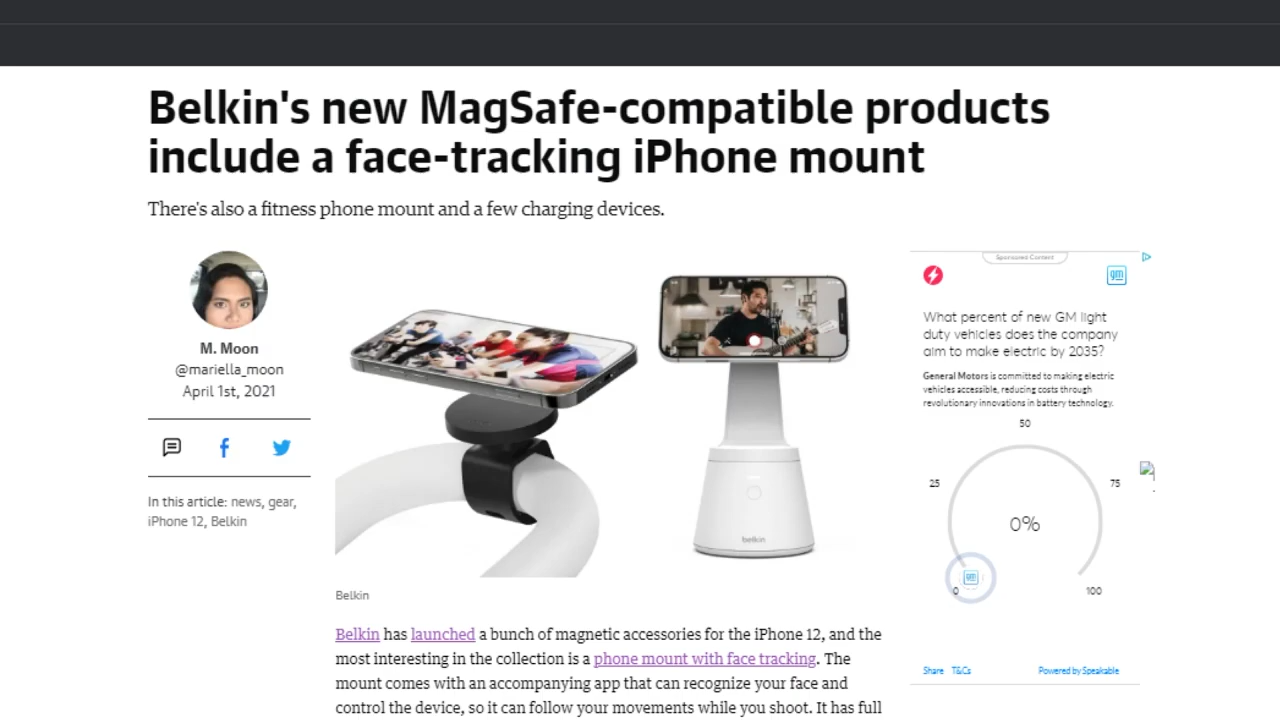 Belkin's new MagSafe-compatible products
include a face-tracking iPhone mount
There's also a fitness phone mount and a few charging devices.
M. Moon
@mariella_moon
April 1st, 2021
In this article: news, gear,
iPhone 12, Belkin
belkin
Belkin
Belkin has launched a bunch of magnetic accessories for the iPhone 12, and the
most interesting in the collection is a phone mount with face tracking. The
mount comes with an accompanying app that can recognize your face and
control the device, so it can follow your movements while you shoot. It has full
Sponsored Content
gm
What percent of new GM light
duty vehicles does the company
aim to make electric by 2035?
General Motors is committed to making electric
vehicles accessible, reducing costs through
revolutionary innovations in battery technology.
50
25
75
0%
gm
0
100
Share T&Cs Powered by Speakable